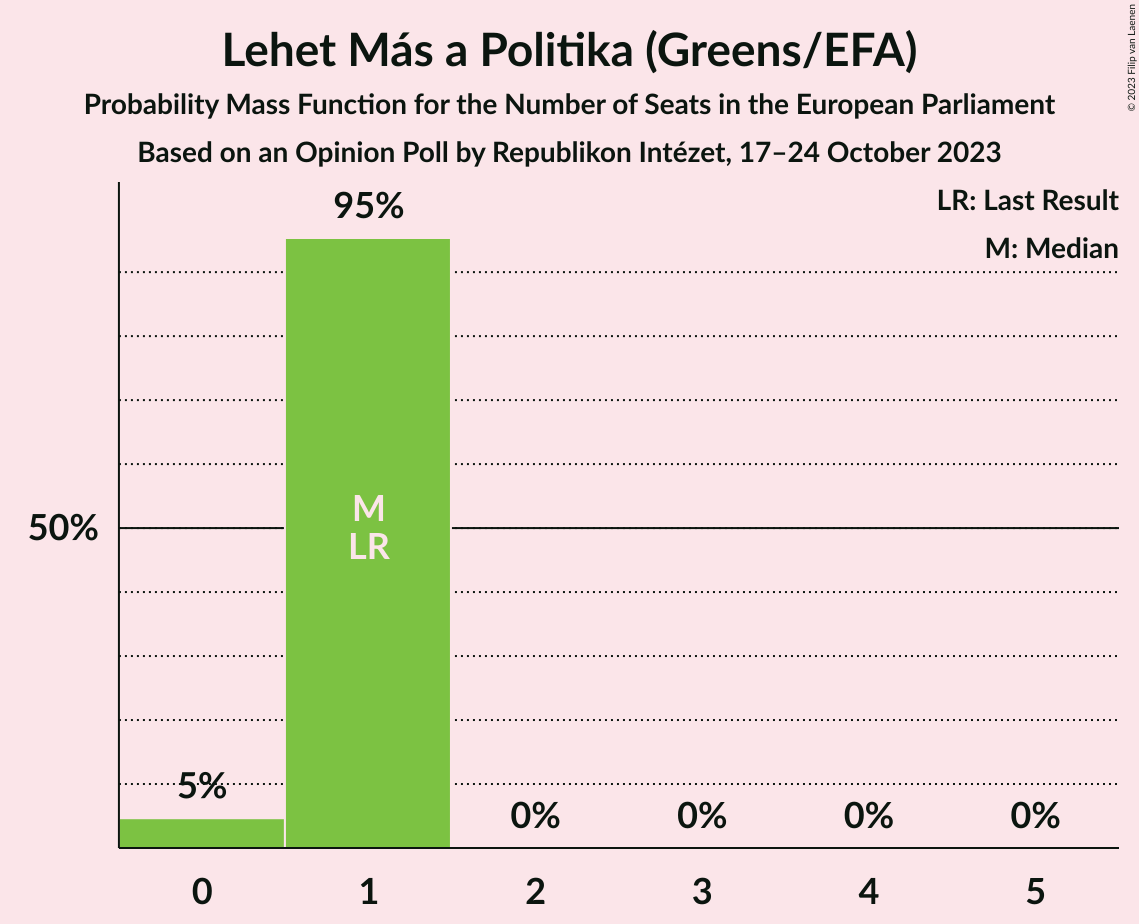 Lehet Más a Politika (Greens/EFA)
Probability Mass Function for the Number of Seats in the European Parliament
Based on an Opinion Poll by Republikon Intézet, 17–24 October 2023
© 2023 Filip van Laenen
LR: Last Result
M: Median
95%
50%
M
LR
5%
0%
0%
0%
0%
0
1
2
3
4
5